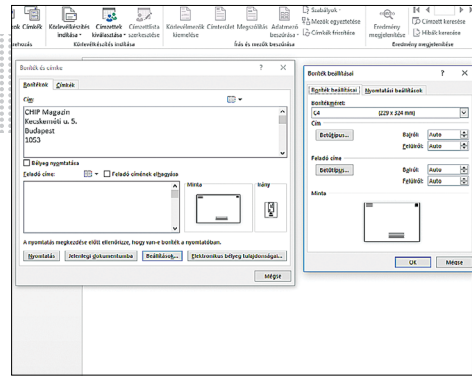 Címkék
Körlevélkészítés indítása
Címzettek kiválasztása
Címzettlista szerkesztése
Körlevélmezők kiemelése
Címblokk
Megszólítás
Adatmező beszúrása
Szabályok
Mezők egyeztetése
Címkék frissítése
Eredmény megjelenítése
Címzett keresése
Hibák keresése
Körlevélkészítés indítása
Írás és mezők beszúrása
Eredmény megjelenítése
Boríték és címke
? ×
Borítékok
Címkék
Cím:
CHIP Magazin
Kecskeméti u. 5.
Budapest
1053
Bélyeg nyomtatása
Feladó címe:
Feladó címének elhagyása
Minta
Irány
A nyomtatás megkezdése előtt ellenőrizze, hogy van-e boríték a nyomtatóban.
Nyomtatás
Jelenlegi dokumentumba
Beállítások...
Elektronikus bélyeg tulajdonságai...
Mégse
Boríték beállításai
? ×
Boríték beállításai
Nyomtatási beállítások
Borítékméret:
C4 (229 x 324 mm)
Cím
Betűtípus...
Balról: Auto
Felülről: Auto
Feladó címe
Betűtípus...
Balról: Auto
Felülről: Auto
Minta
OK
Mégse